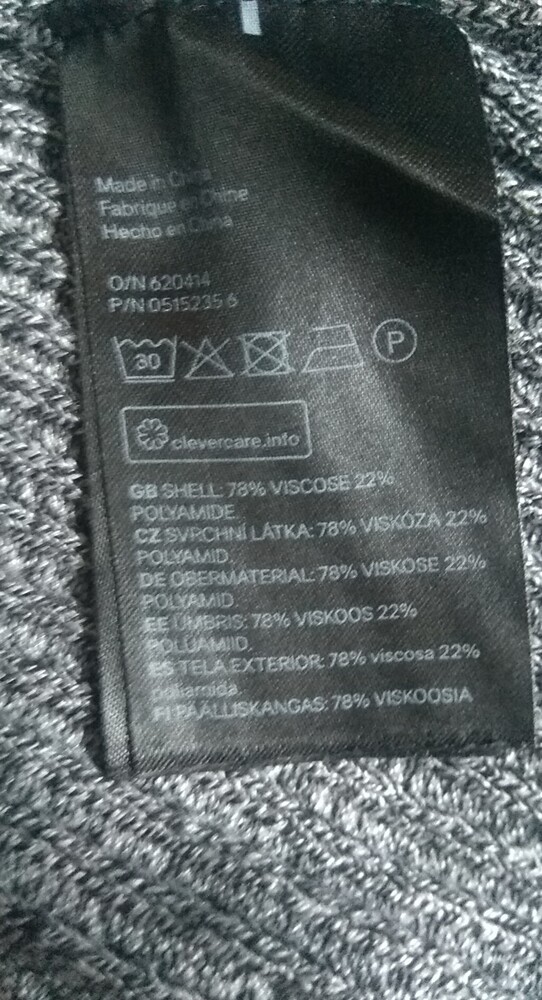 Made in China
Fabriqué en Chine
Hecho en China
O/N 620414
P/N 0515235 6
30
P
clevercare.info
GB SHELL: 78% VISCOSE 22%
POLYAMIDE.
CZ SVRCHNÍ LÁTKA: 78% VISKÓZA 22%
POLYAMID.
DE OBERMATERIAL: 78% VISKOSE 22%
POLYAMID.
EE ÜMBRIS: 78% VISKOOS 22%
POLÜAMIID.
ES TELA EXTERIOR: 78% viscosa 22%
poliamida.
FI PÄÄLLISKANGAS: 78% VISKOOSIA